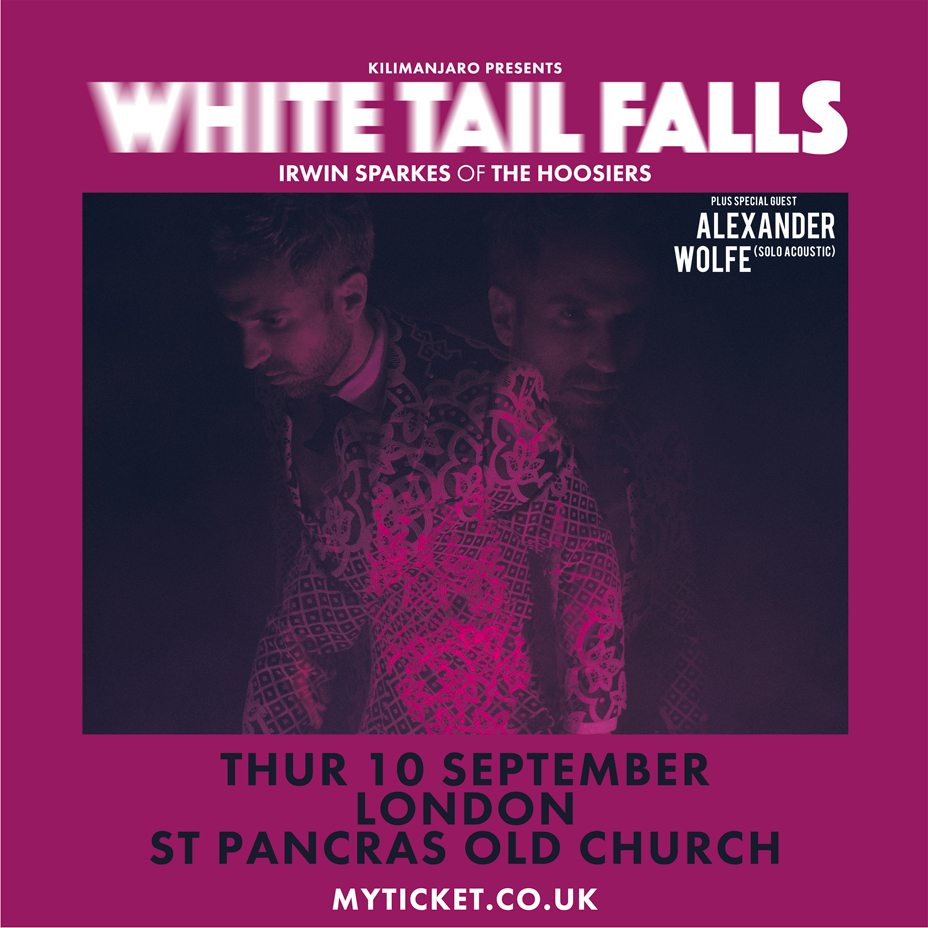 KILIMANJARO PRESENTS
WHITE TAIL FALLS
IRWIN SPARKES OF THE HOOSIERS
PLUS SPECIAL GUEST
ALEXANDER
WOLFE (SOLO ACOUSTIC)
THUR 10 SEPTEMBER
LONDON
ST PANCRAS OLD CHURCH
MYTICKET.CO.UK